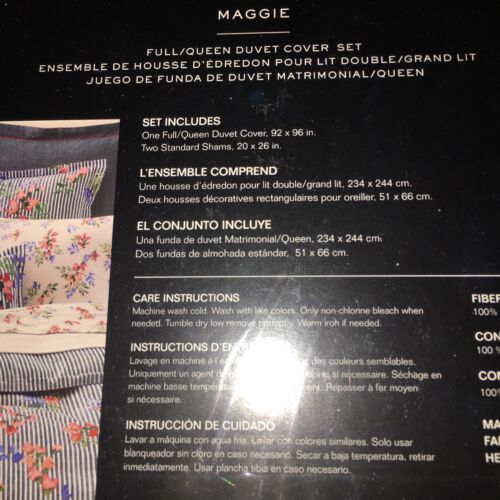 MAGGIE
FULL/QUEEN DUVET COVER SET
ENSEMBLE DE HOUSSE D'ÉDREDON POUR LIT DOUBLE/GRAND LIT
JUEGO DE FUNDA DE DUVET MATRIMONIAL/QUEEN
SET INCLUDES
One Full/Queen Duvet Cover, 92 x 96 in.
Two Standard Shams, 20 x 26 in.
L'ENSEMBLE COMPREND
Une housse d'édredon pour lit double/grand lit, 234 x 244 cm.
Deux housses décoratives rectangulaires pour oreiller, 51 x 66 cm.
EL CONJUNTO INCLUYE
Una funda de duvet Matrimonial/Queen, 234 x 244 cm.
Dos fundas de almohada estándar, 51 x 66 cm.
CARE INSTRUCTIONS
Machine wash cold. Wash with like colors. Only non-chlorine bleach when
needed. Tumble dry low remove promptly. Warm iron if needed.
INSTRUCTIONS D'ENT
Lavage en machine à l'ea des couleurs semblables.
Uniquement un agent de si nécessaire. Séchage en
machine basse température Repasser à fer moyen
si nécessaire.
INSTRUCCIÓN DE CUIDADO
Lavar a máquina con agua fria. Lavar con colores similares. Solo usar
blanqueador sin cloro en caso necesario. Secar a baja temperatura, retirar
inmediatamente. Usar plancha tibia en caso necesario.
FIBER
100%
CON
100 %
CON
100%
MA
FA
HE